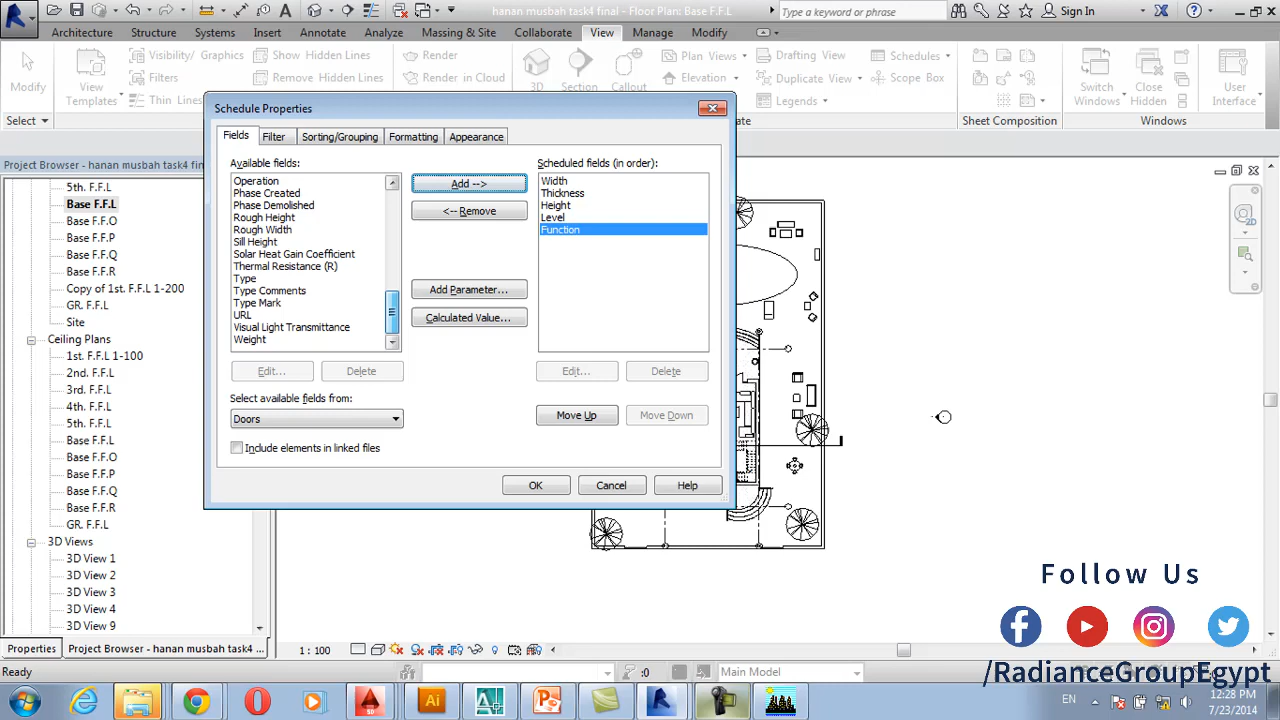 hanan musbah task4 final - Floor Plan: Base F.F.L
Type a keyword or phrase
Sign In
Architecture Structure Systems Insert Annotate Analyze Massing & Site Collaborate View Manage Modify
Modify
View Templates
Visibility/ Graphics
Filters
Thin Lines
Show Hidden Lines
Remove Hidden Lines
Render
Render in Cloud
3D
Section
Callout
Plan Views
Elevation
Drafting View
Duplicate View
Legends
Schedules
Scope Box
Switch Windows
Close Hidden
User Interface
Select
Sheet Composition
Windows
Schedule Properties
Fields Filter Sorting/Grouping Formatting Appearance
Available fields:
Operation
Phase Created
Phase Demolished
Rough Height
Rough Width
Sill Height
Solar Heat Gain Coefficient
Thermal Resistance (R)
Type
Type Comments
Type Mark
URL
Visual Light Transmittance
Weight
Add -->
<-- Remove
Add Parameter...
Calculated Value...
Scheduled fields (in order):
Width
Thickness
Height
Level
Function
Edit... Delete
Edit... Delete
Select available fields from:
Doors
Move Up Move Down
Include elements in linked files
OK Cancel Help
Project Browser - hanan musbah task4 fin
5th. F.F.L
Base F.F.L
Base F.F.O
Base F.F.P
Base F.F.Q
Base F.F.R
Copy of 1st. F.F.L 1-200
GR. F.F.L
Site
Ceiling Plans
1st. F.F.L 1-100
2nd. F.F.L
3rd. F.F.L
4th. F.F.L
5th. F.F.L
Base F.F.L
Base F.F.O
Base F.F.P
Base F.F.Q
Base F.F.R
GR. F.F.L
3D Views
3D View 1
3D View 2
3D View 3
3D View 4
3D View 9
Properties
Project Browser - hanan musbah task4 ...
1 : 100
Ready
:0
Main Model
Follow Us
/RadianceGroupEgypt
EN
12:28 PM
7/23/2014